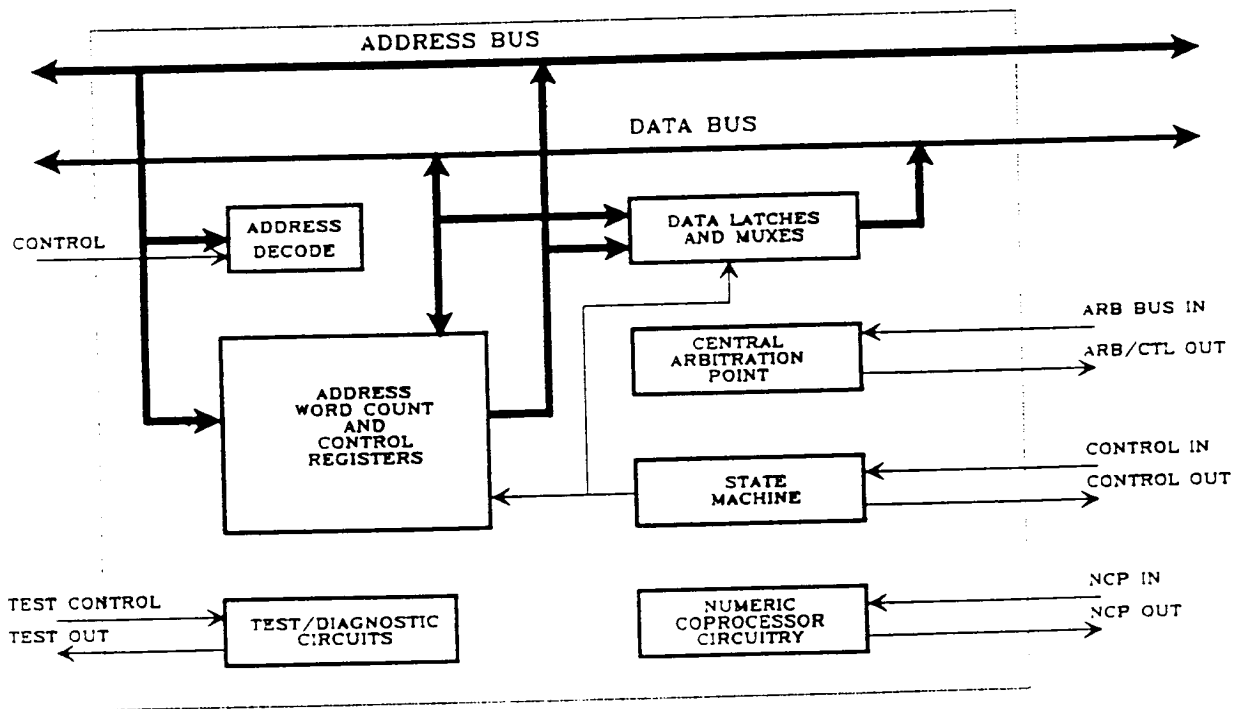 ADDRESS BUS
DATA BUS
ADDRESS
DECODE
CONTROL
DATA LATCHES
AND MUXES
ARB BUS IN
ARB/CTL OUT
CENTRAL
ARBITRATION
POINT
ADDRESS
WORD COUNT
AND
CONTROL
REGISTERS
CONTROL IN
CONTROL OUT
STATE
MACHINE
TEST CONTROL
TEST OUT
TEST/DIAGNOSTIC
CIRCUITS
NUMERIC
COPROCESSOR
CIRCUITRY
NCP IN
NCP OUT